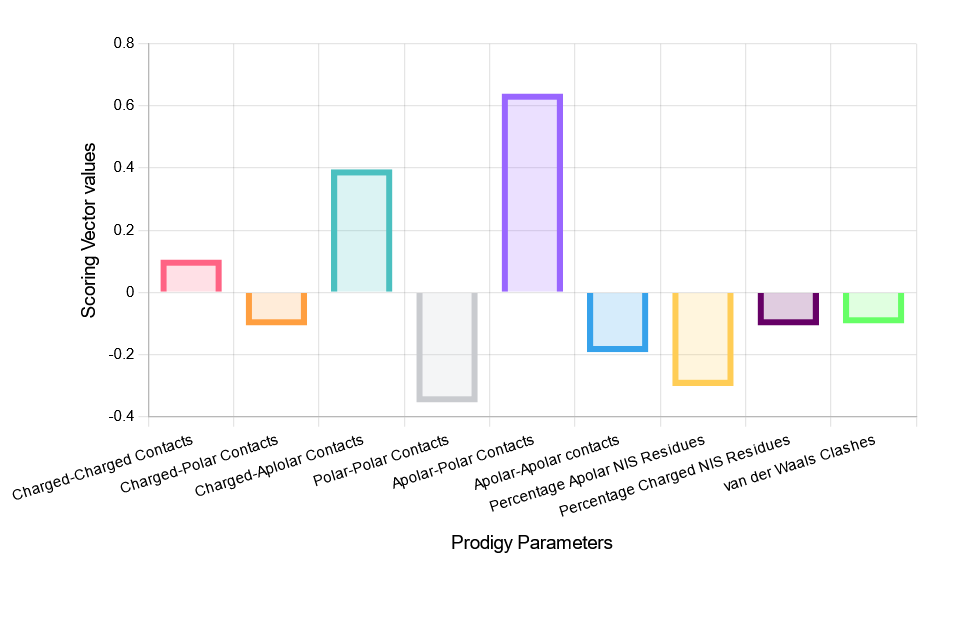 0.8
0.6
0.4
0.2
0
-0.2
-0.4
Scoring Vector values
Charged-Charged Contacts
Charged-Polar Contacts
Charged-Aplolar Contacts
Polar-Polar Contacts
Apolar-Polar Contacts
Apolar-Apolar contacts
Percentage Apolar NIS Residues
Percentage Charged NIS Residues
van der Waals Clashes
Prodigy Parameters